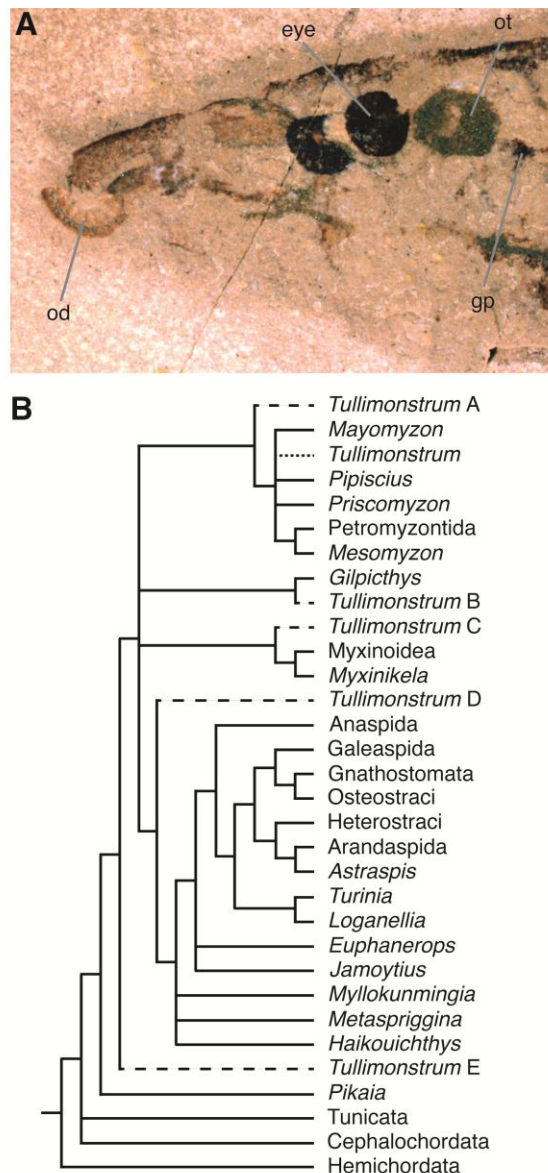 A
eye
ot
od
gp
B
Tullimonstrum A
Mayomyzon
Tullimonstrum
Pipiscius
Priscomyzon
Petromyzontida
Mesomyzon
Gilpicthys
Tullimonstrum B
Tullimonstrum C
Myxinoidea
Myxinikela
Tullimonstrum D
Anaspida
Galeaspida
Gnathostomata
Osteostraci
Heterostraci
Arandaspida
Astraspis
Turinia
Loganellia
Euphanerops
Jamoytius
Myllokunmingia
Metaspriggina
Haikouichthys
Tullimonstrum E
Pikaia
Tunicata
Cephalochordata
Hemichordata